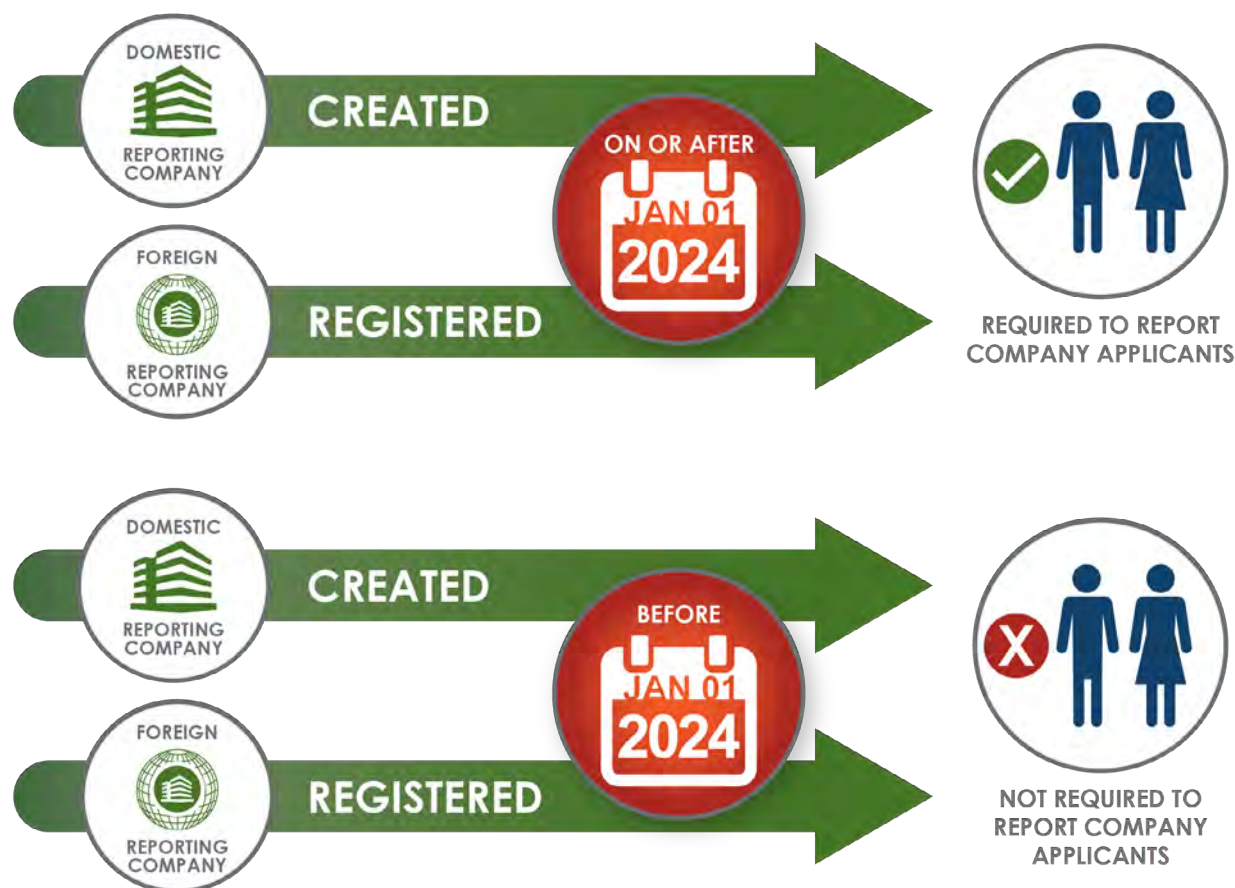 DOMESTIC
REPORTING
COMPANY
CREATED
ON OR AFTER
JAN 01
2024
FOREIGN
REPORTING
COMPANY
REGISTERED
REQUIRED TO REPORT
COMPANY APPLICANTS
DOMESTIC
REPORTING
COMPANY
CREATED
BEFORE
JAN 01
2024
FOREIGN
REPORTING
COMPANY
REGISTERED
X
NOT REQUIRED TO
REPORT COMPANY
APPLICANTS